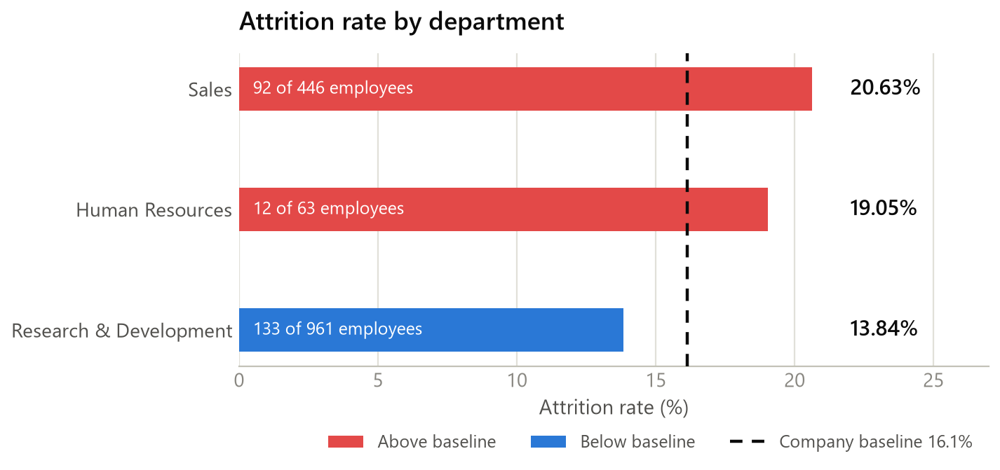 Attrition rate by department
Sales
92 of 446 employees
20.63%
Human Resources
12 of 63 employees
19.05%
Research & Development
133 of 961 employees
13.84%
0 5 10 15 20 25
Attrition rate (%)
Above baseline Below baseline Company baseline 16.1%